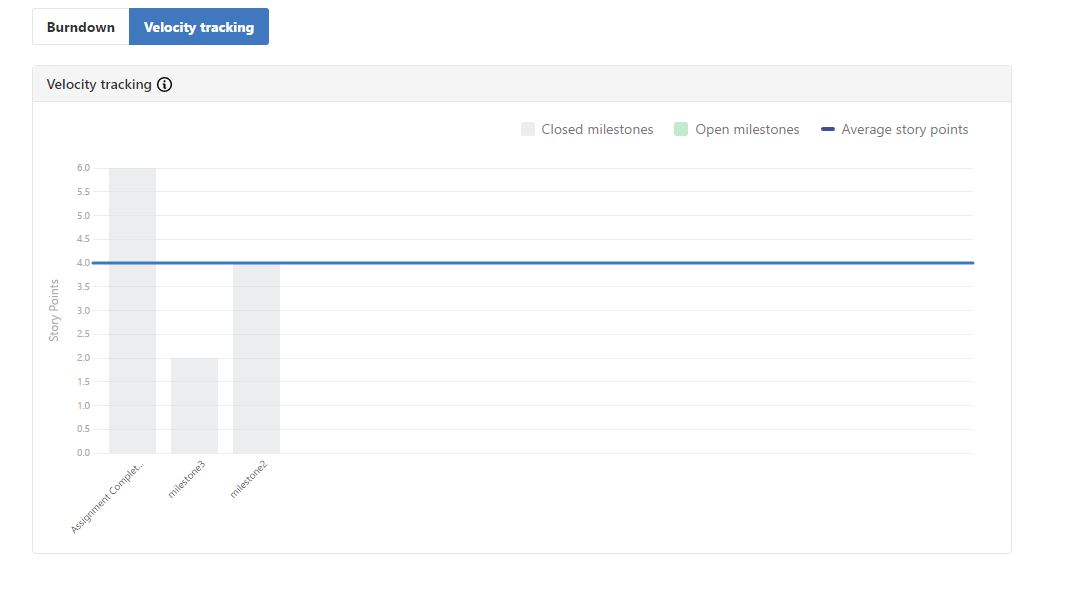 Burndown Velocity tracking
Velocity tracking
Closed milestones Open milestones Average story points
6.0
5.5
5.0
4.5
4.0
3.5
3.0
2.5
2.0
1.5
1.0
0.5
0.0
Story Points
Assignment Complet...
milestone3
milestone2